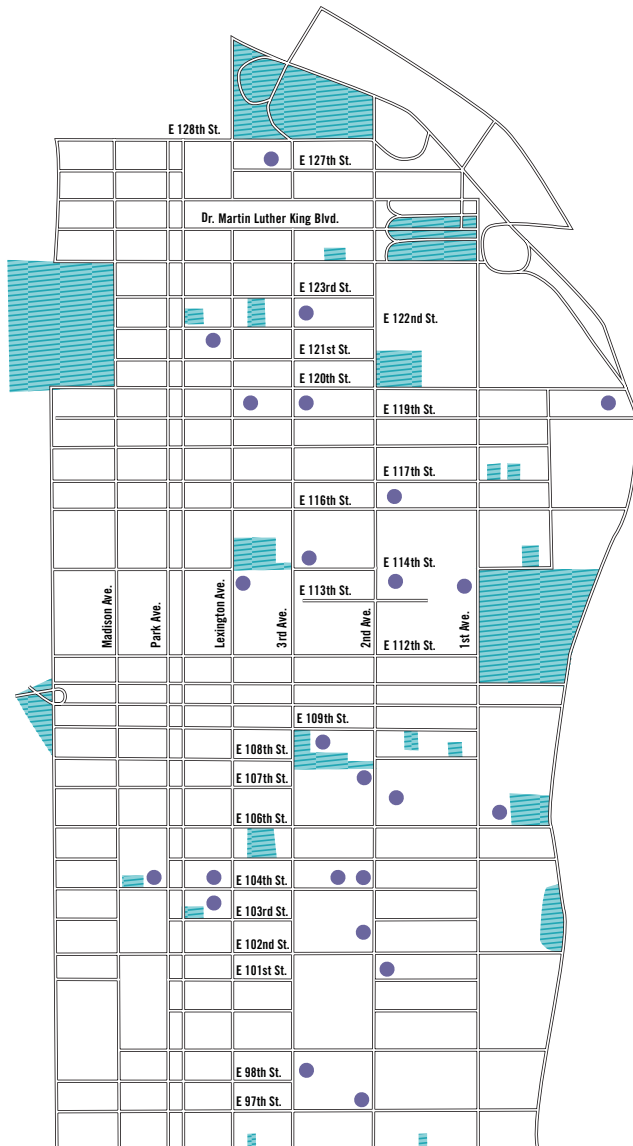 E 128th St.
E 127th St.
Dr. Martin Luther King Blvd.
E 123rd St.
E 122nd St.
E 121st St.
E 120th St.
E 119th St.
E 117th St.
E 116th St.
E 114th St.
E 113th St.
Madison Ave.
Park Ave.
Lexington Ave.
3rd Ave.
2nd Ave.
1st Ave.
E 112th St.
E 109th St.
E 108th St.
E 107th St.
E 106th St.
E 104th St.
E 103rd St.
E 102nd St.
E 101st St.
E 98th St.
E 97th St.